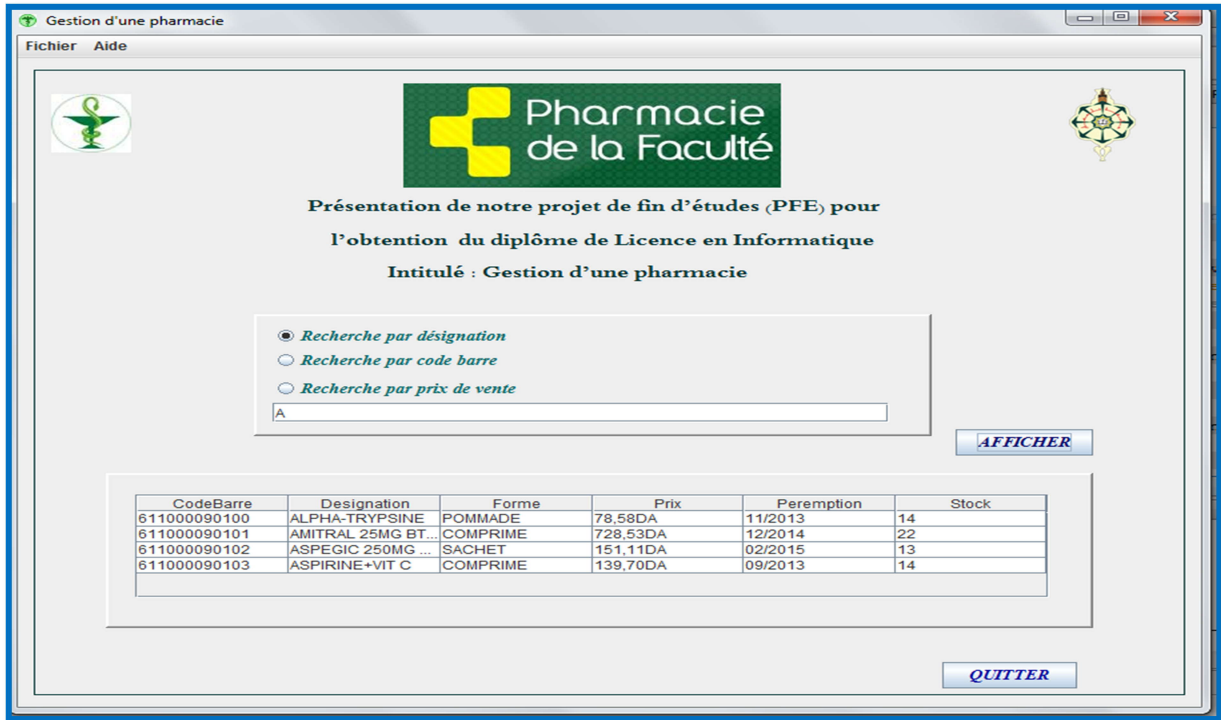 Gestion d'une pharmacie
Fichier Aide
Pharmacie
de la Faculté
Présentation de notre projet de fin d'études (PFE) pour
l'obtention du diplôme de Licence en Informatique
Intitulé : Gestion d'une pharmacie
Recherche par désignation
Recherche par code barre
Recherche par prix de vente
A
AFFICHER
CodeBarre Designation Forme Prix Peremption Stock
611000090100 ALPHA-TRYPSINE POMMADE 78,58DA 11/2013 14
611000090101 AMITRAL 25MG BT... COMPRIME 728,53DA 12/2014 22
611000090102 ASPEGIC 250MG ... SACHET 151,11DA 02/2015 13
611000090103 ASPIRINE+VIT C COMPRIME 139,70DA 09/2013 14
QUITTER